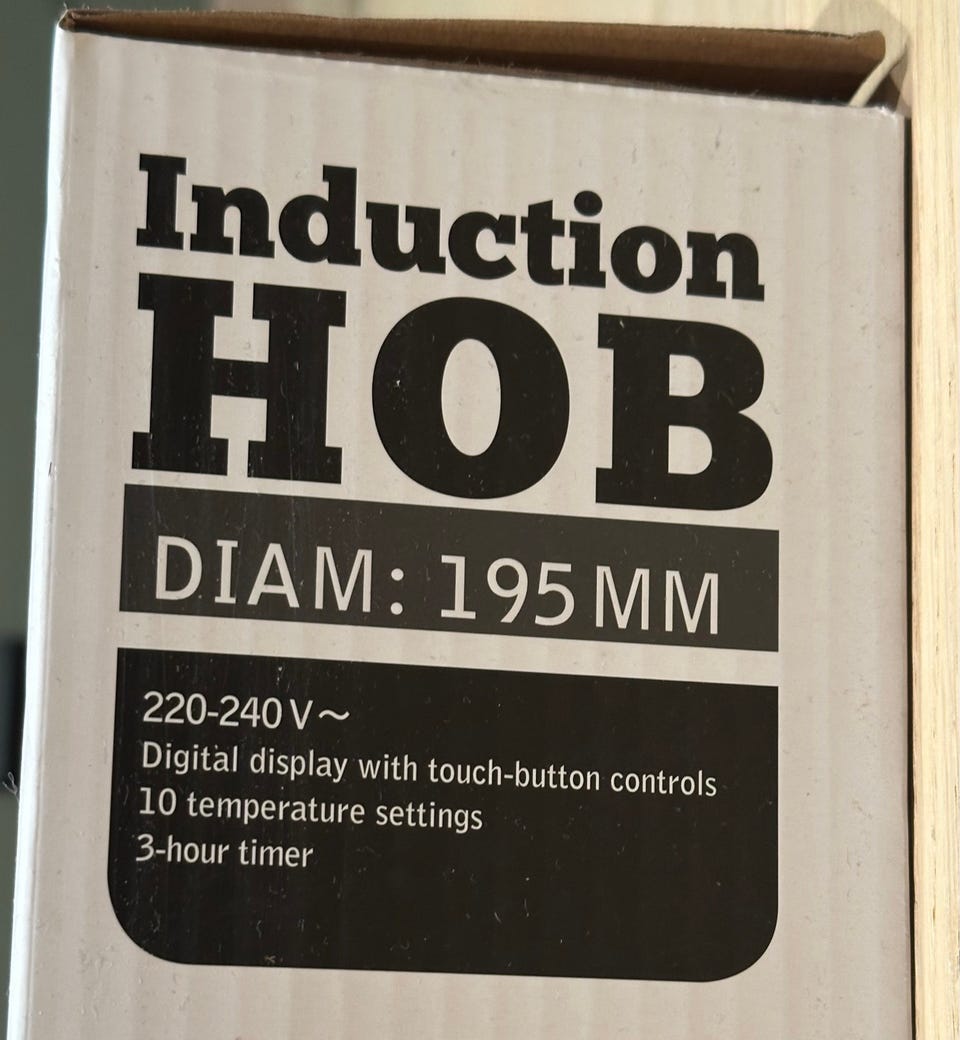 Induction
HOB
DIAM: 195 MM
220-240 V~
Digital display with touch-button controls
10 temperature settings
3-hour timer